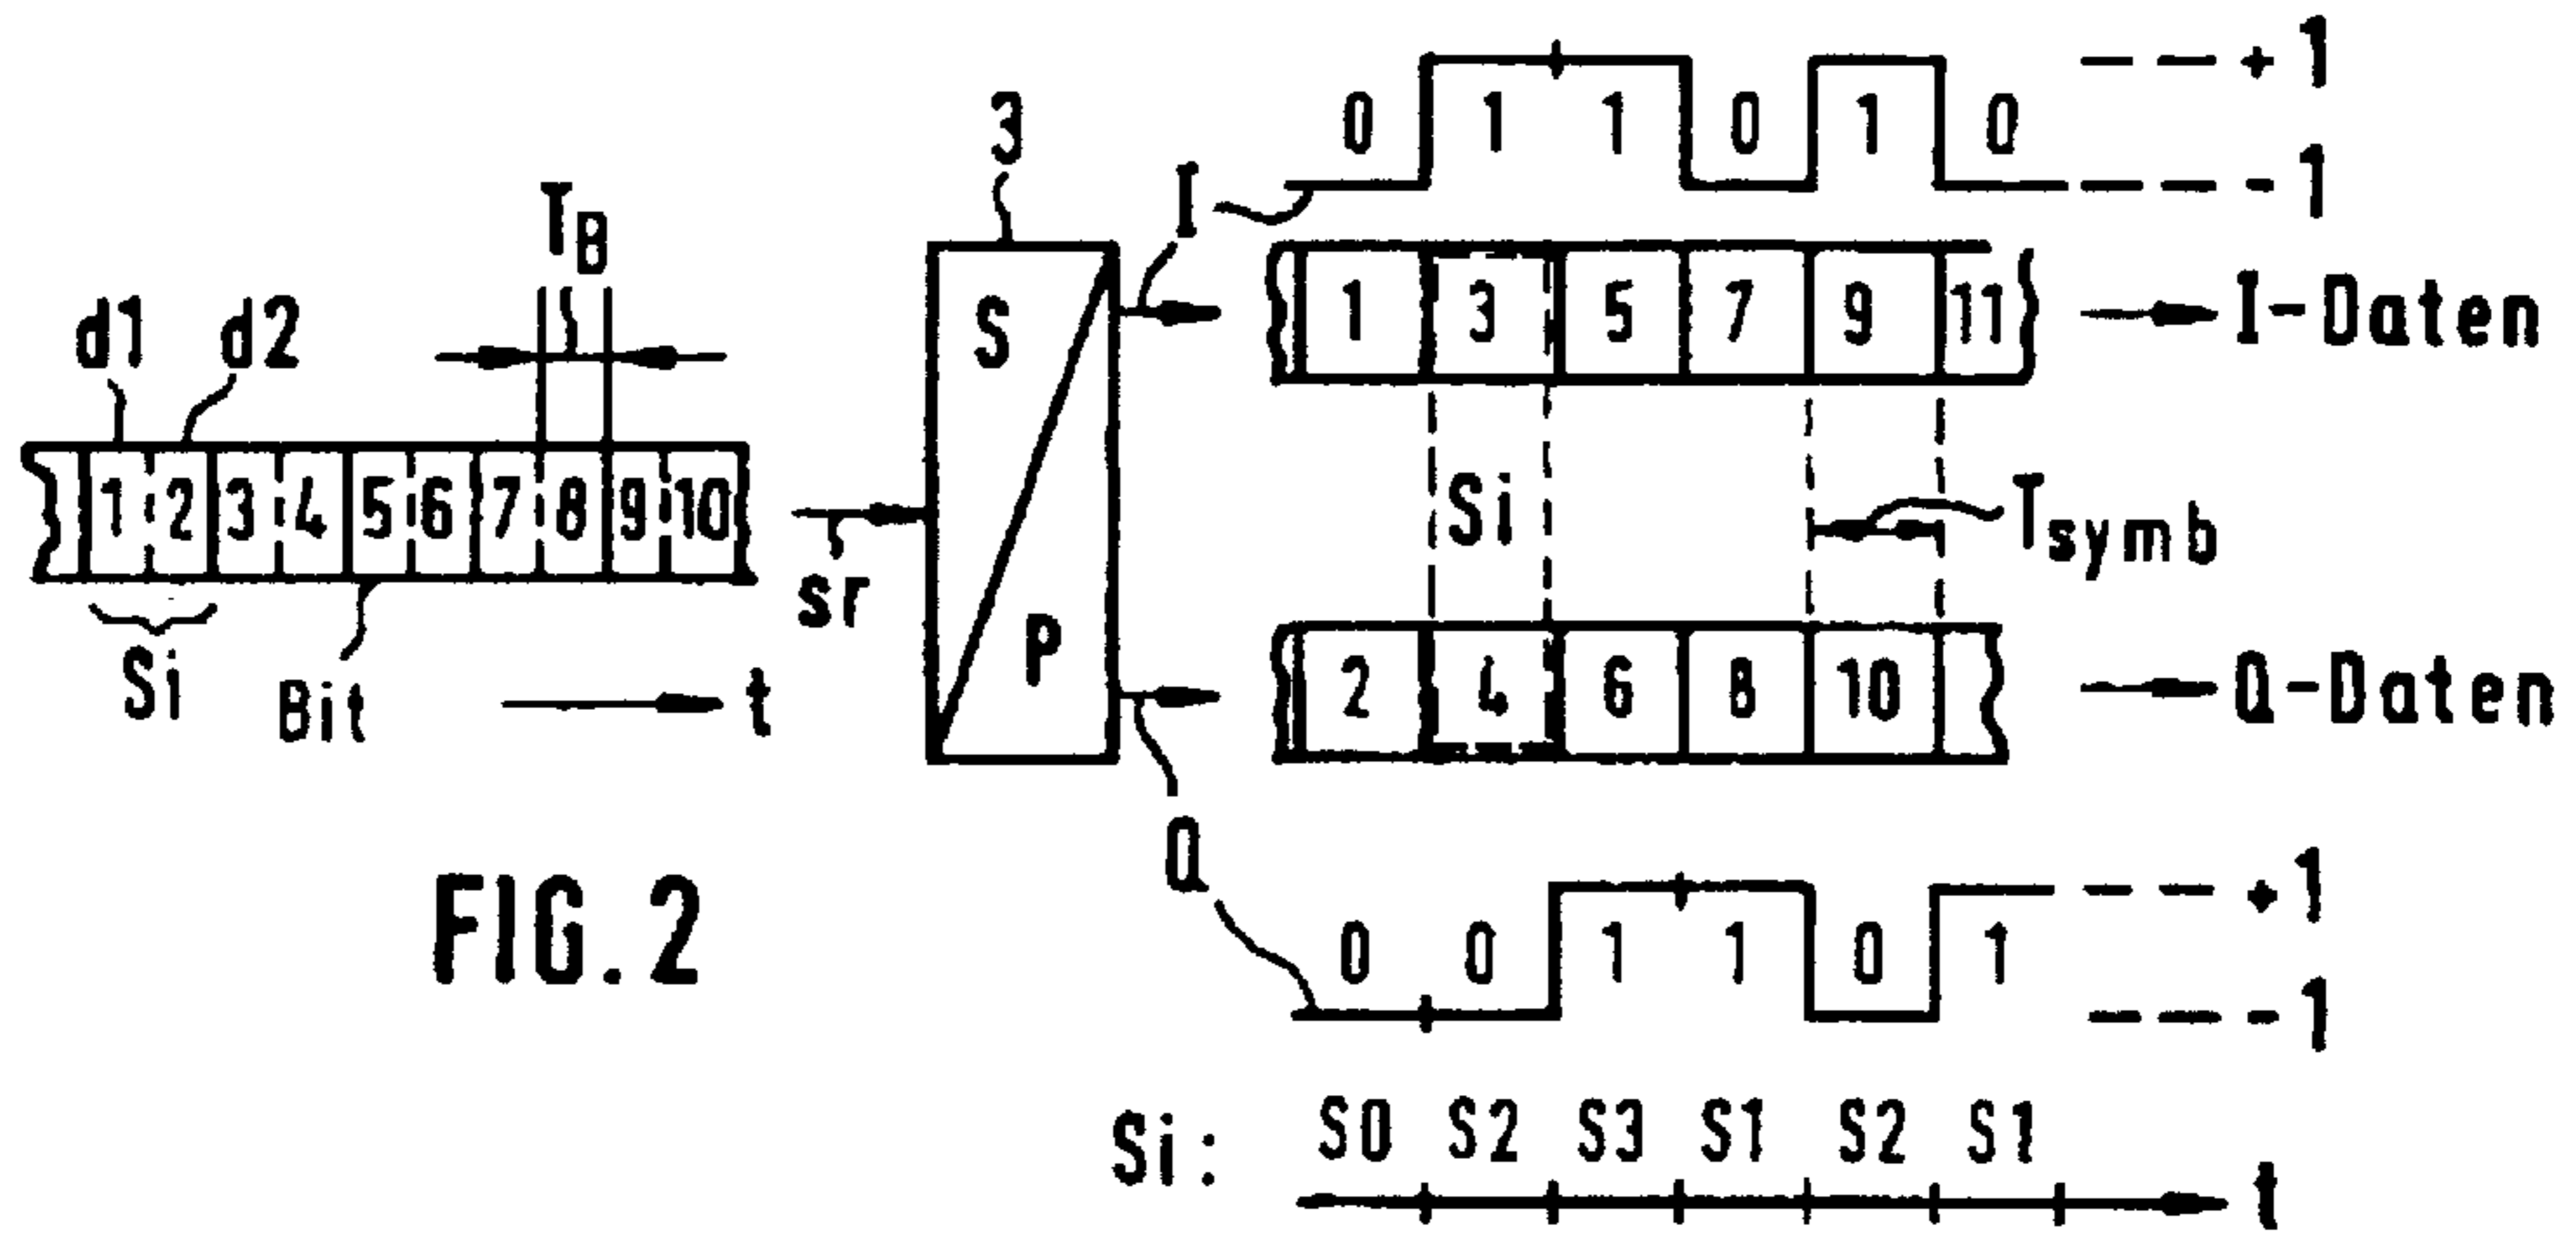 0 1 1 0 1 0 +1
-1
3
I
T_B
S
d1 d2
1 3 5 7 9 11 I-Daten
1 2 3 4 5 6 7 8 9 10
sr
Si T_symb
P
Si
Bit t
2 4 6 8 10 Q-Daten
Q
FIG. 2
0 0 1 1 0 1 +1
-1
Si: S0 S2 S3 S1 S2 S1
t